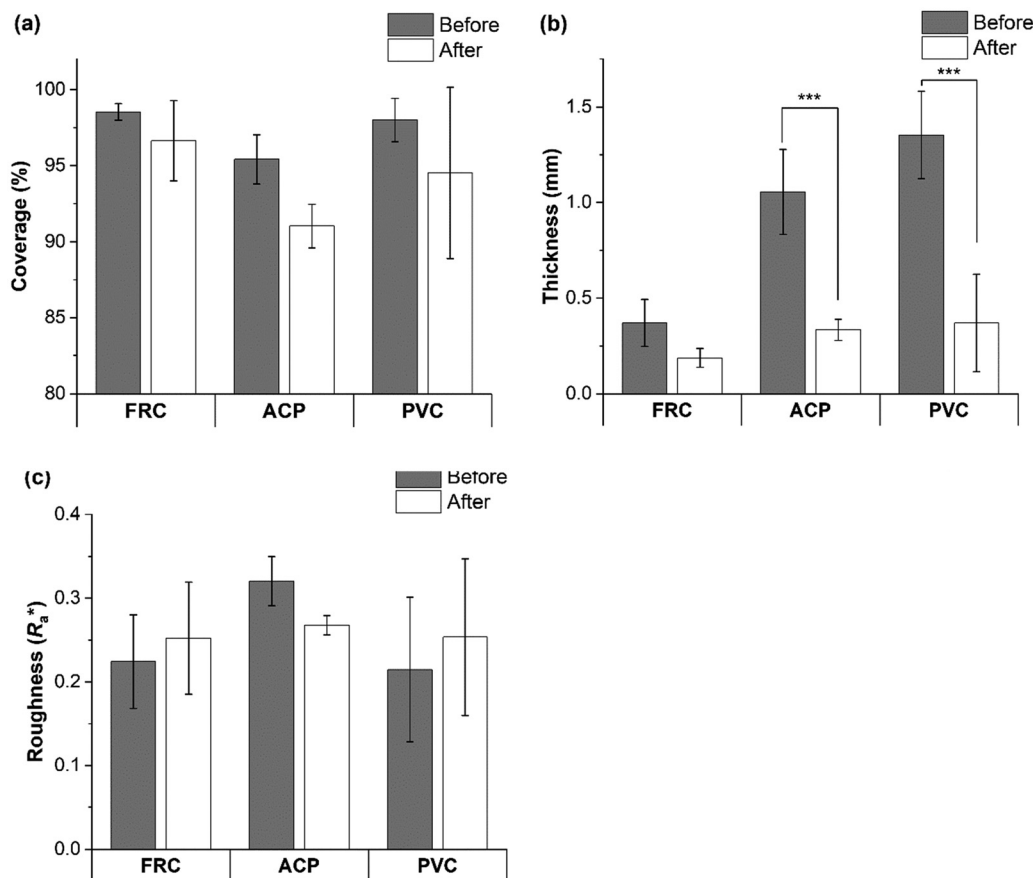 (a)
Before
After
Coverage (%)
100
95
90
85
80
FRC ACP PVC
(b)
Before
After
***
***
Thickness (mm)
1.5
1.0
0.5
0.0
FRC ACP PVC
(c)
Before
After
Roughness (Ra*)
0.4
0.3
0.2
0.1
0.0
FRC ACP PVC